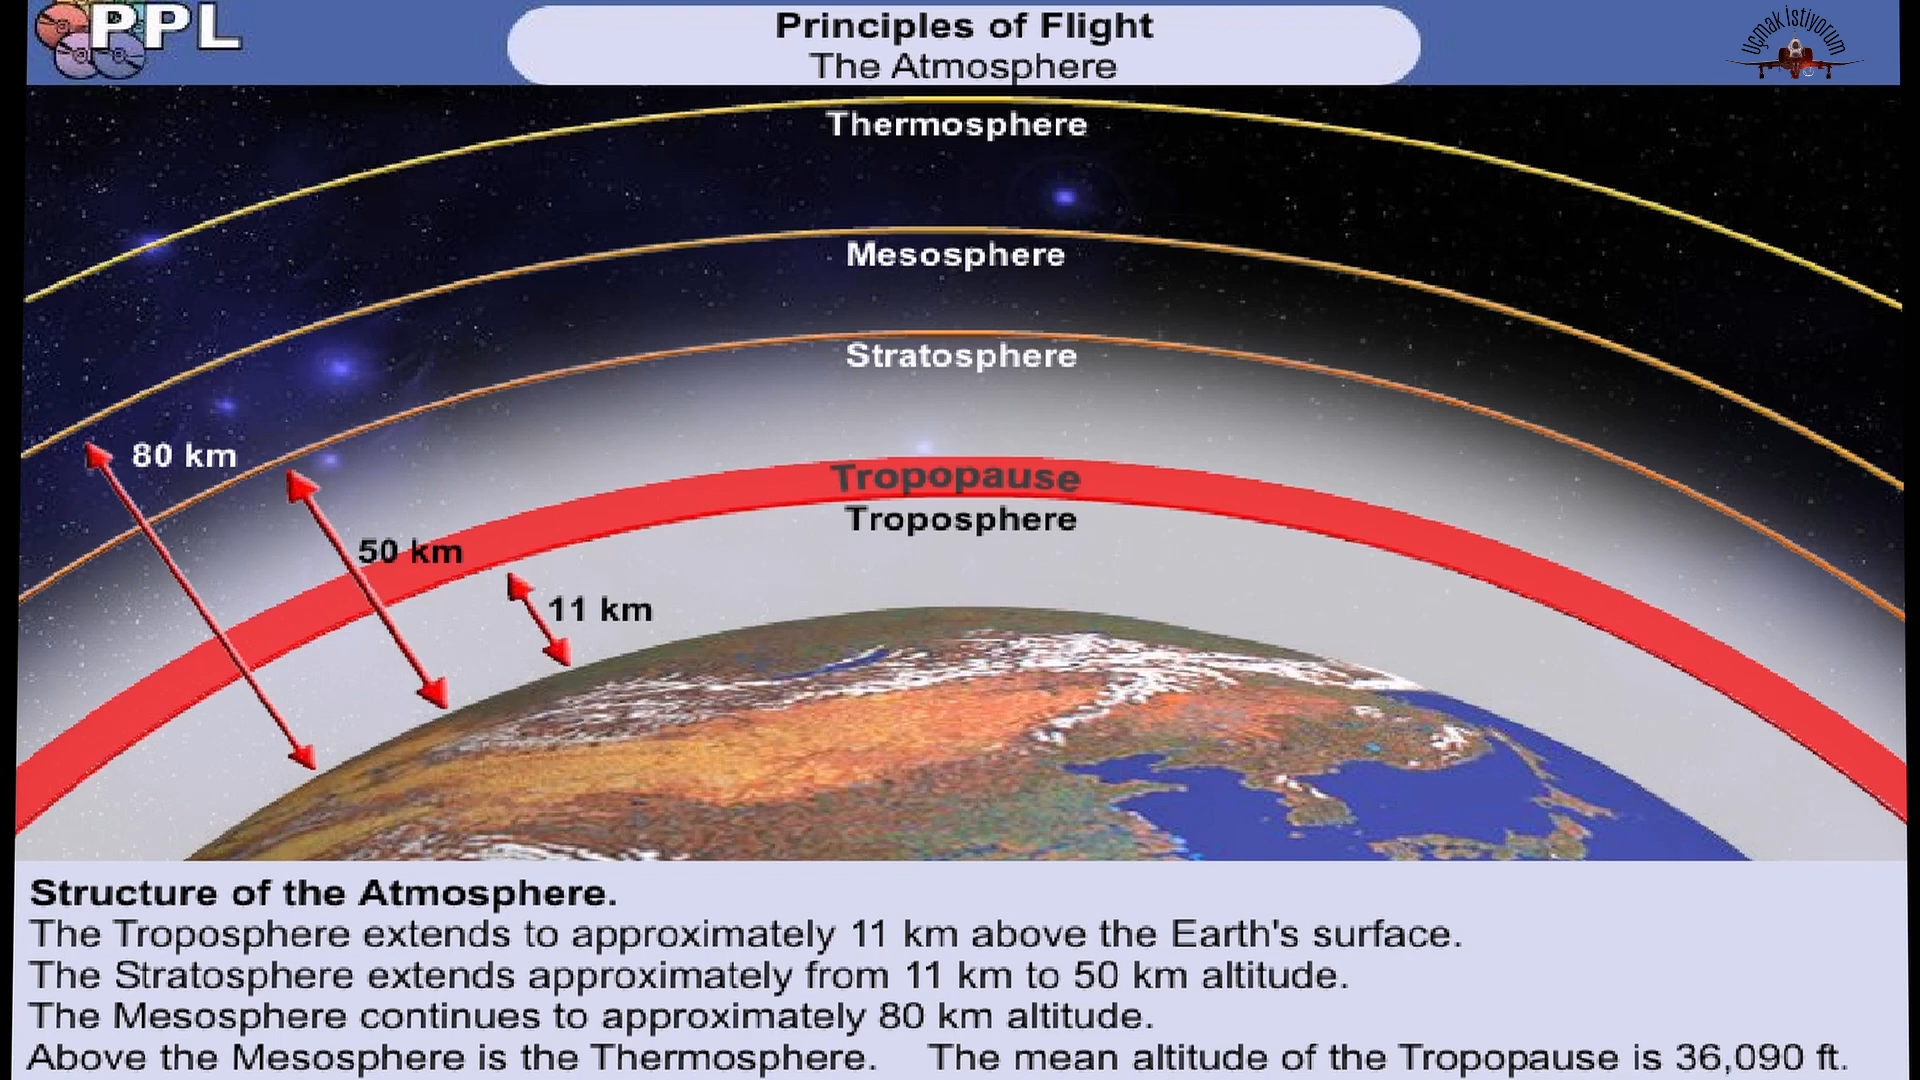 PPL
Principles of Flight
The Atmosphere
uçmak istiyorum
Thermosphere
Mesosphere
Stratosphere
80 km
Tropopause
Troposphere
50 km
11 km
Structure of the Atmosphere.
The Troposphere extends to approximately 11 km above the Earth's surface.
The Stratosphere extends approximately from 11 km to 50 km altitude.
The Mesosphere continues to approximately 80 km altitude.
Above the Mesosphere is the Thermosphere. The mean altitude of the Tropopause is 36,090 ft.